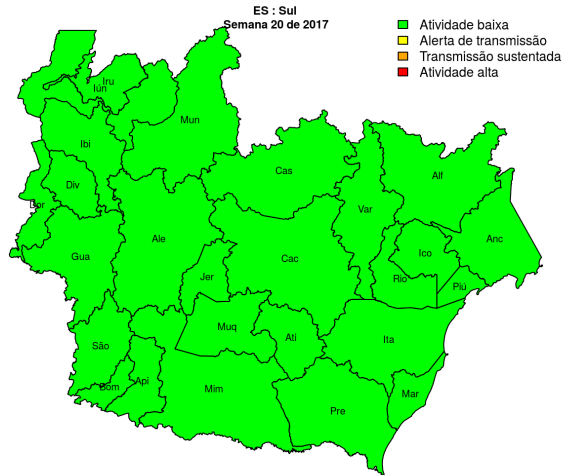 ES : Sul
Semana 20 de 2017
Atividade baixa
Alerta de transmissão
Transmissão sustentada
Atividade alta
Iru
Iún
Mun
Ibi
Cas
Alf
Div
Dor
Var
Ale
Anc
Gua
Cac
Ico
Jer
Rio
Piú
Muq
Ati
Ita
São
Api
Dom
Mim
Mar
Pre